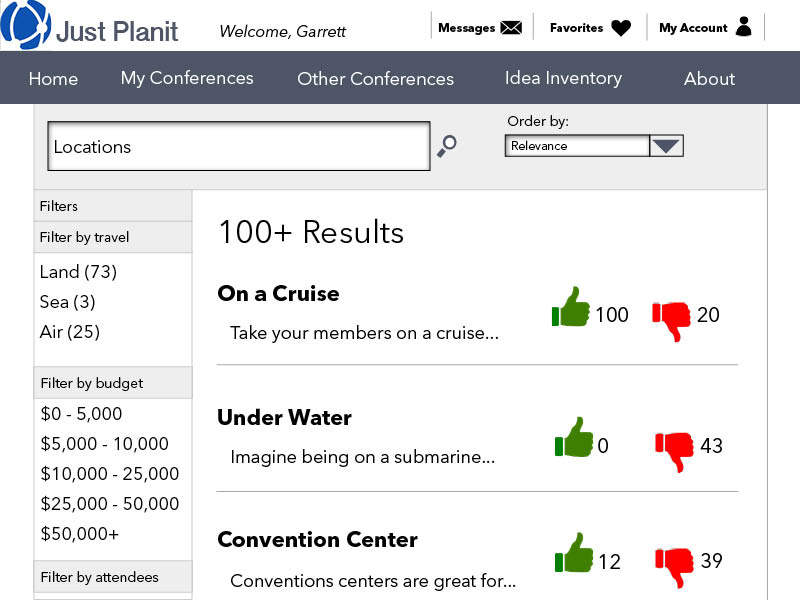 Just Planit
Welcome, Garrett
Messages
Favorites
My Account
Home
My Conferences
Other Conferences
Idea Inventory
About
Locations
Order by:
Relevance
Filters
Filter by travel
Land (73)
Sea (3)
Air (25)
Filter by budget
$0 - 5,000
$5,000 - 10,000
$10,000 - 25,000
$25,000 - 50,000
$50,000+
Filter by attendees
100+ Results
On a Cruise
Take your members on a cruise...
100
20
Under Water
Imagine being on a submarine...
0
43
Convention Center
Conventions centers are great for...
12
39